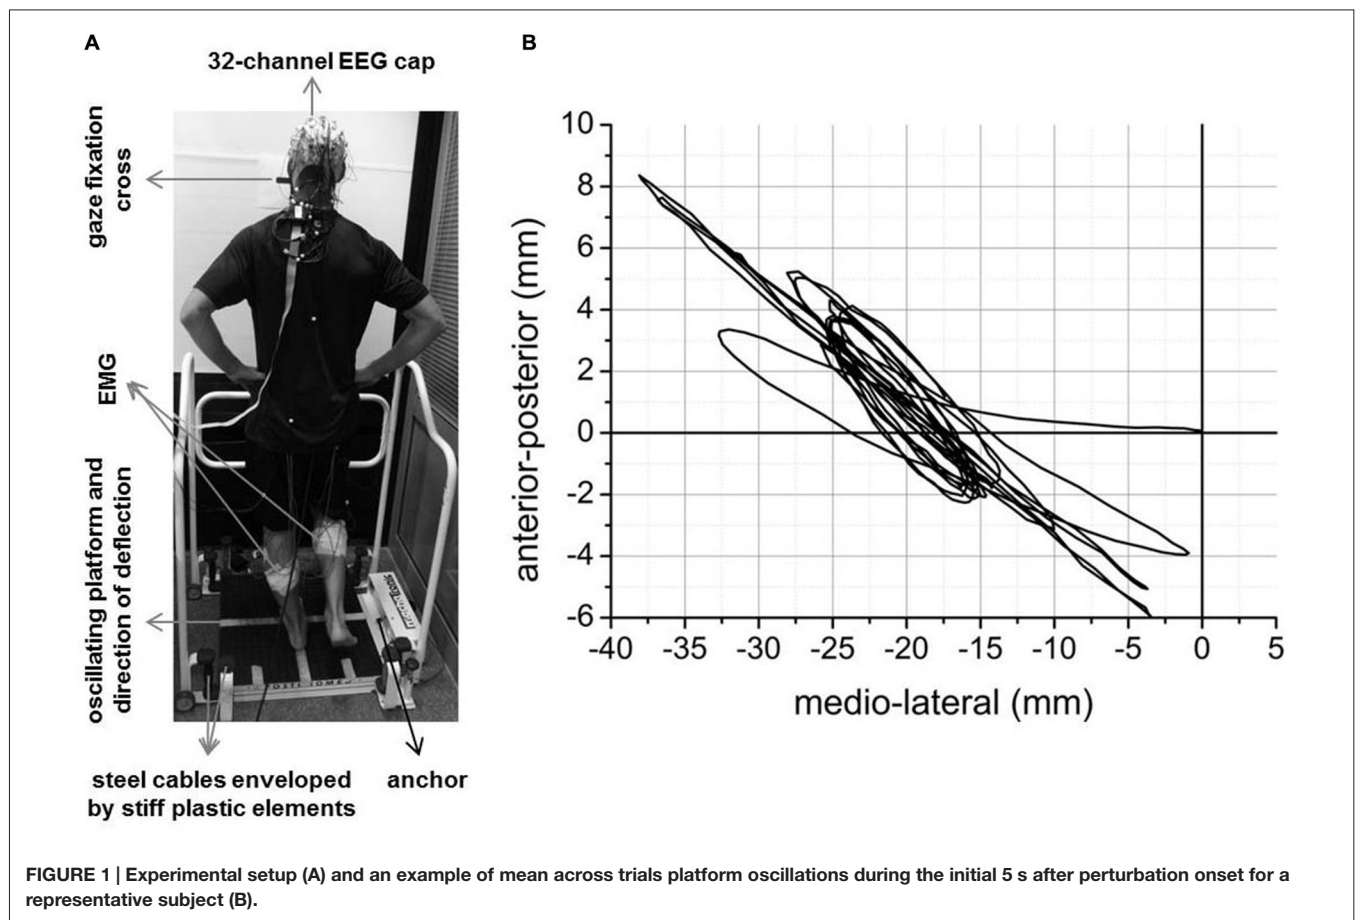 A
32-channel EEG cap
gaze fixation
cross
EMG
oscillating platform and
direction of deflection
steel cables enveloped
by stiff plastic elements
anchor
B
10
8
6
4
2
0
-2
-4
-6
-40 -35 -30 -25 -20 -15 -10 -5 0 5
anterior-posterior (mm)
medio-lateral (mm)
FIGURE 1 | Experimental setup (A) and an example of mean across trials platform oscillations during the initial 5 s after perturbation onset for a
representative subject (B).